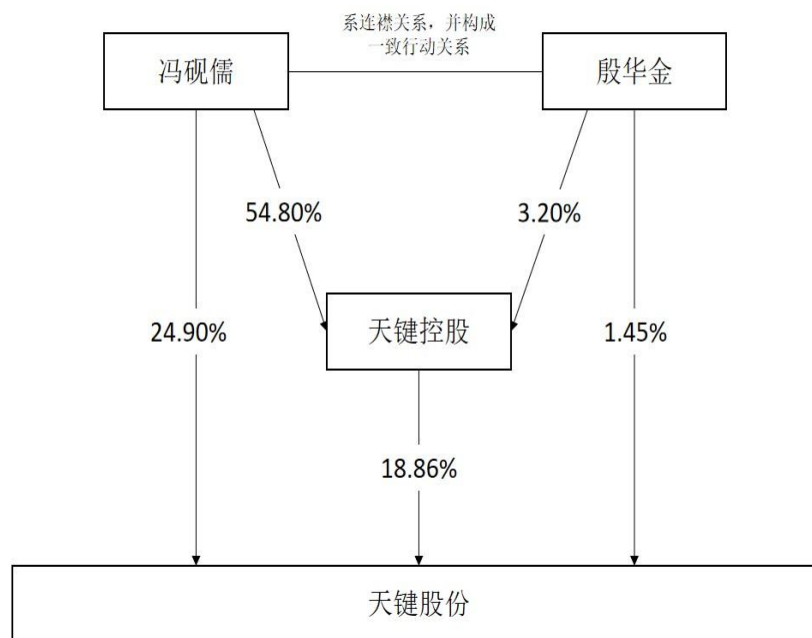 系连襟关系，并构成
一致行动关系
冯砚儒
殷华金
54.80%
3.20%
24.90%
天键控股
1.45%
18.86%
天键股份